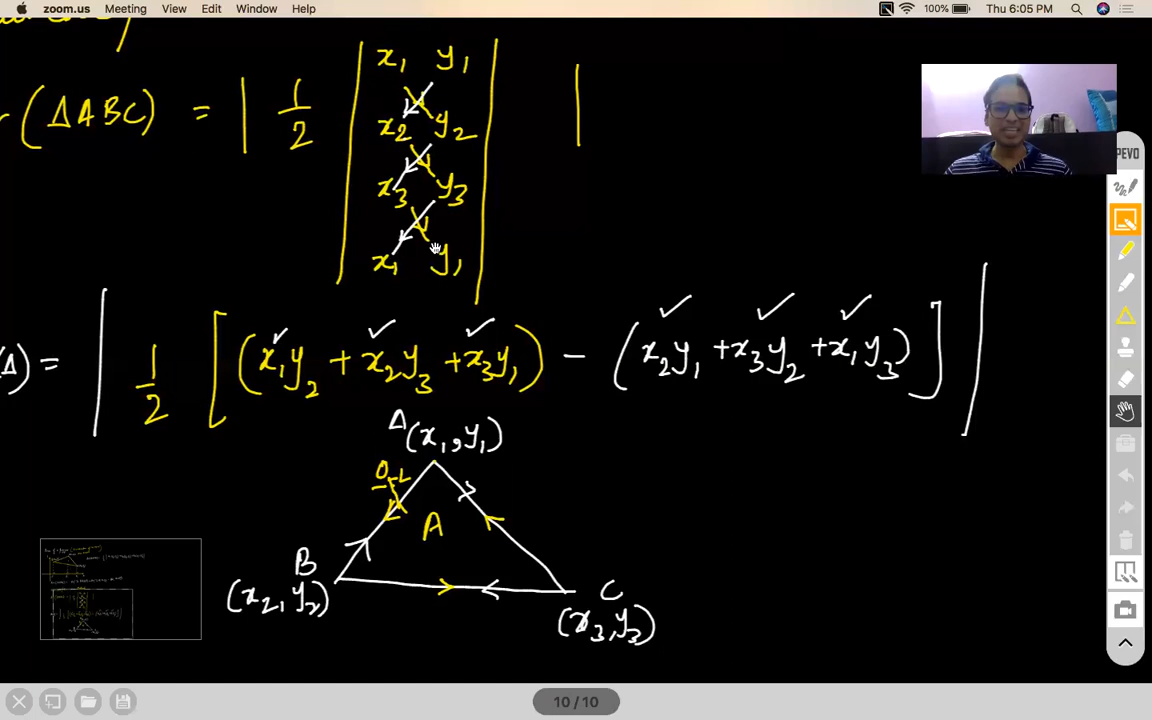 zoom.us Meeting View Edit Window Help 100% Thu 6:05 PM
x₁ y₁
(ΔABC) = | 1/2 | x₂ y₂ | |
x₃ y₃
x₁ y₁
IPEVO
(Δ) = | 1/2 [(x₁y₂ + x₂y₃ + x₃y₁) − (x₂y₁ + x₃y₂ + x₁y₃)] |
(x₁, y₁)
A
B
C
(x₂, y₂)
(x₃, y₃)
10 / 10